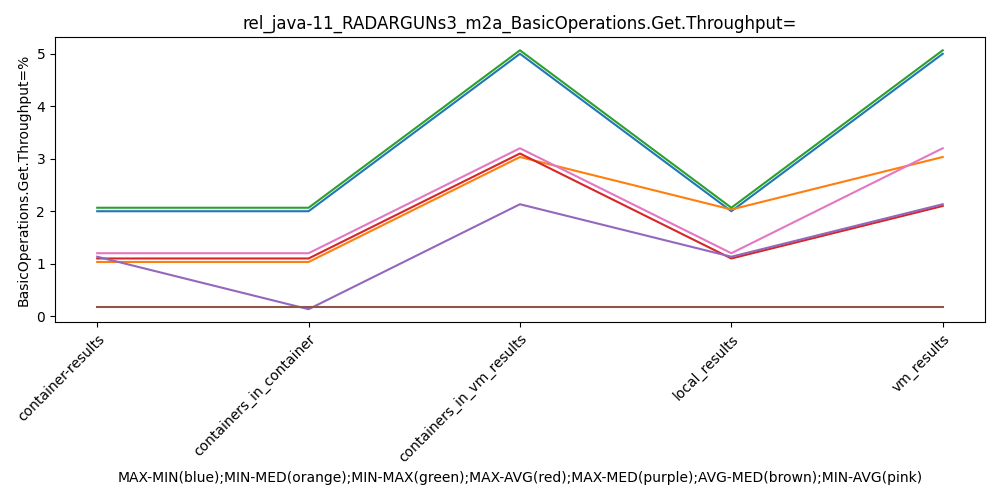 rel_java-11_RADARGUNs3_m2a_BasicOperations.Get.Throughput=
BasicOperations.Get.Throughput=%
5
4
3
2
1
0
container-results
containers_in_container
containers_in_vm_results
local_results
vm_results
MAX-MIN(blue);MIN-MED(orange);MIN-MAX(green);MAX-AVG(red);MAX-MED(purple);AVG-MED(brown);MIN-AVG(pink)